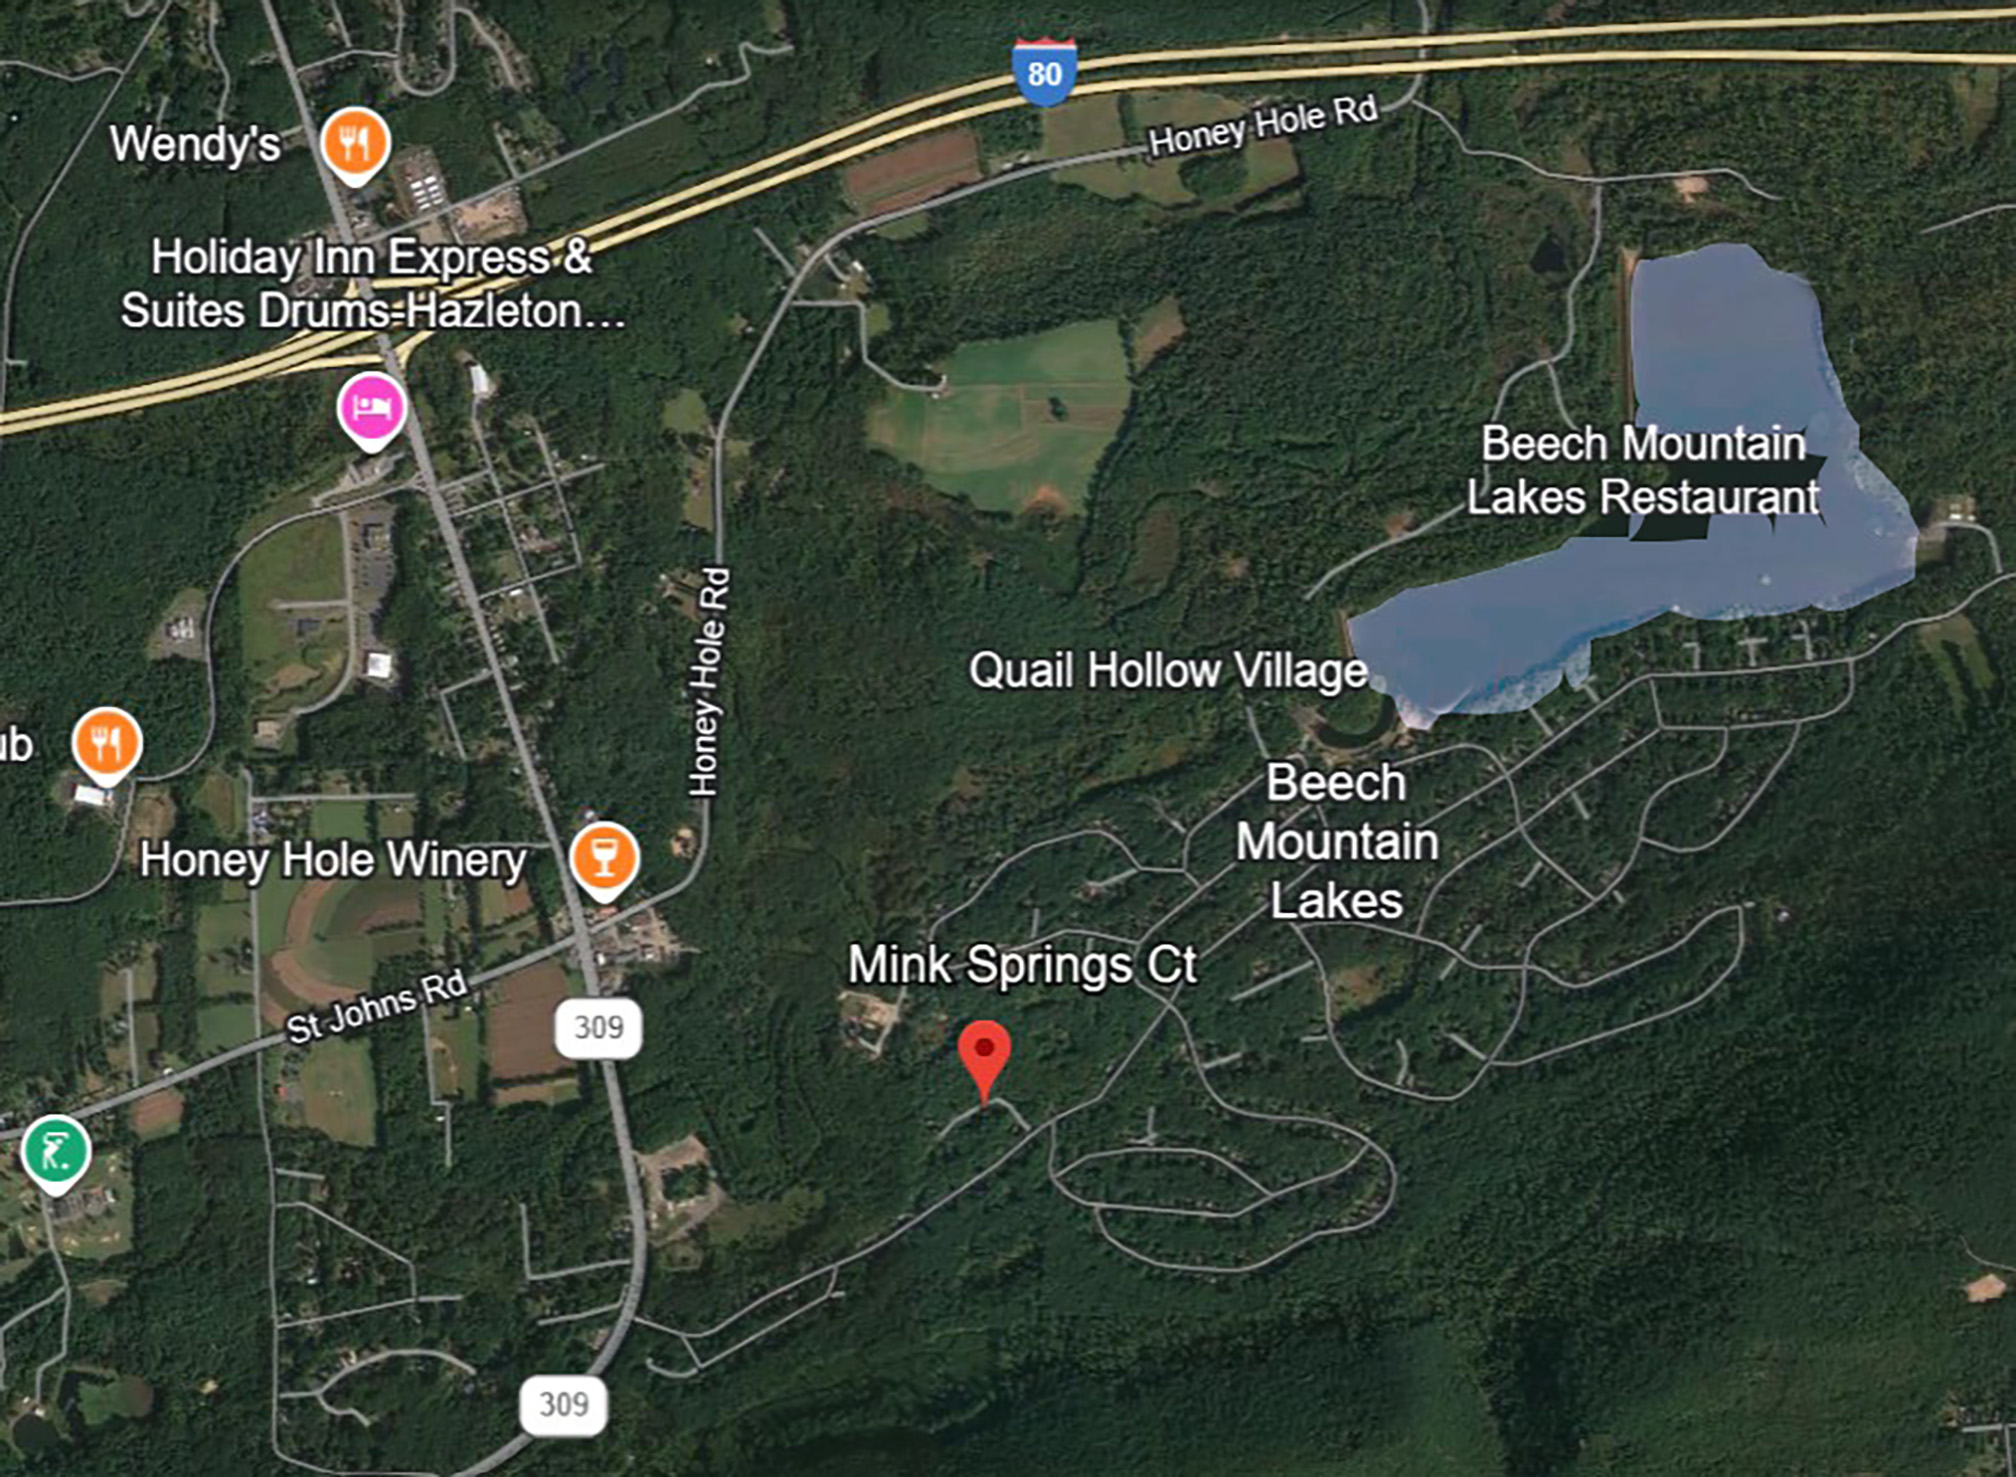 80
Honey Hole Rd
Wendy's
Holiday Inn Express &
Suites Drums-Hazleton...
Beech Mountain
Lakes Restaurant
Honey Hole Rd
Quail Hollow Village
ub
Beech
Mountain
Lakes
Honey Hole Winery
Mink Springs Ct
St Johns Rd
309
309